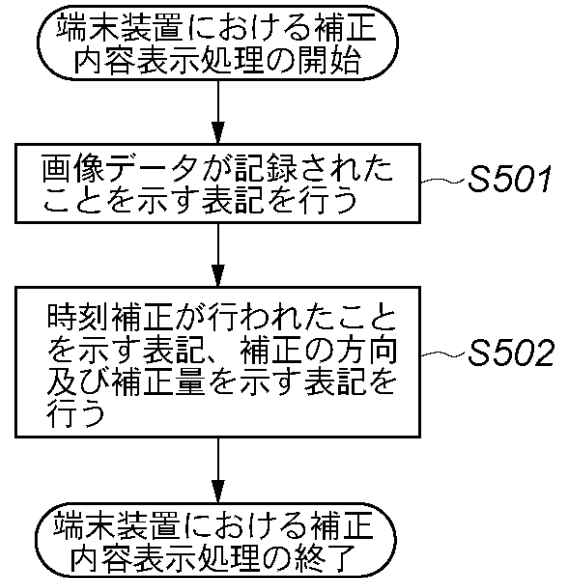 端末装置における補正
内容表示処理の開始
画像データが記録された
ことを示す表記を行う
S501
時刻補正が行われたこと
を示す表記、補正の方向
及び補正量を示す表記を
行う
S502
端末装置における補正
内容表示処理の終了